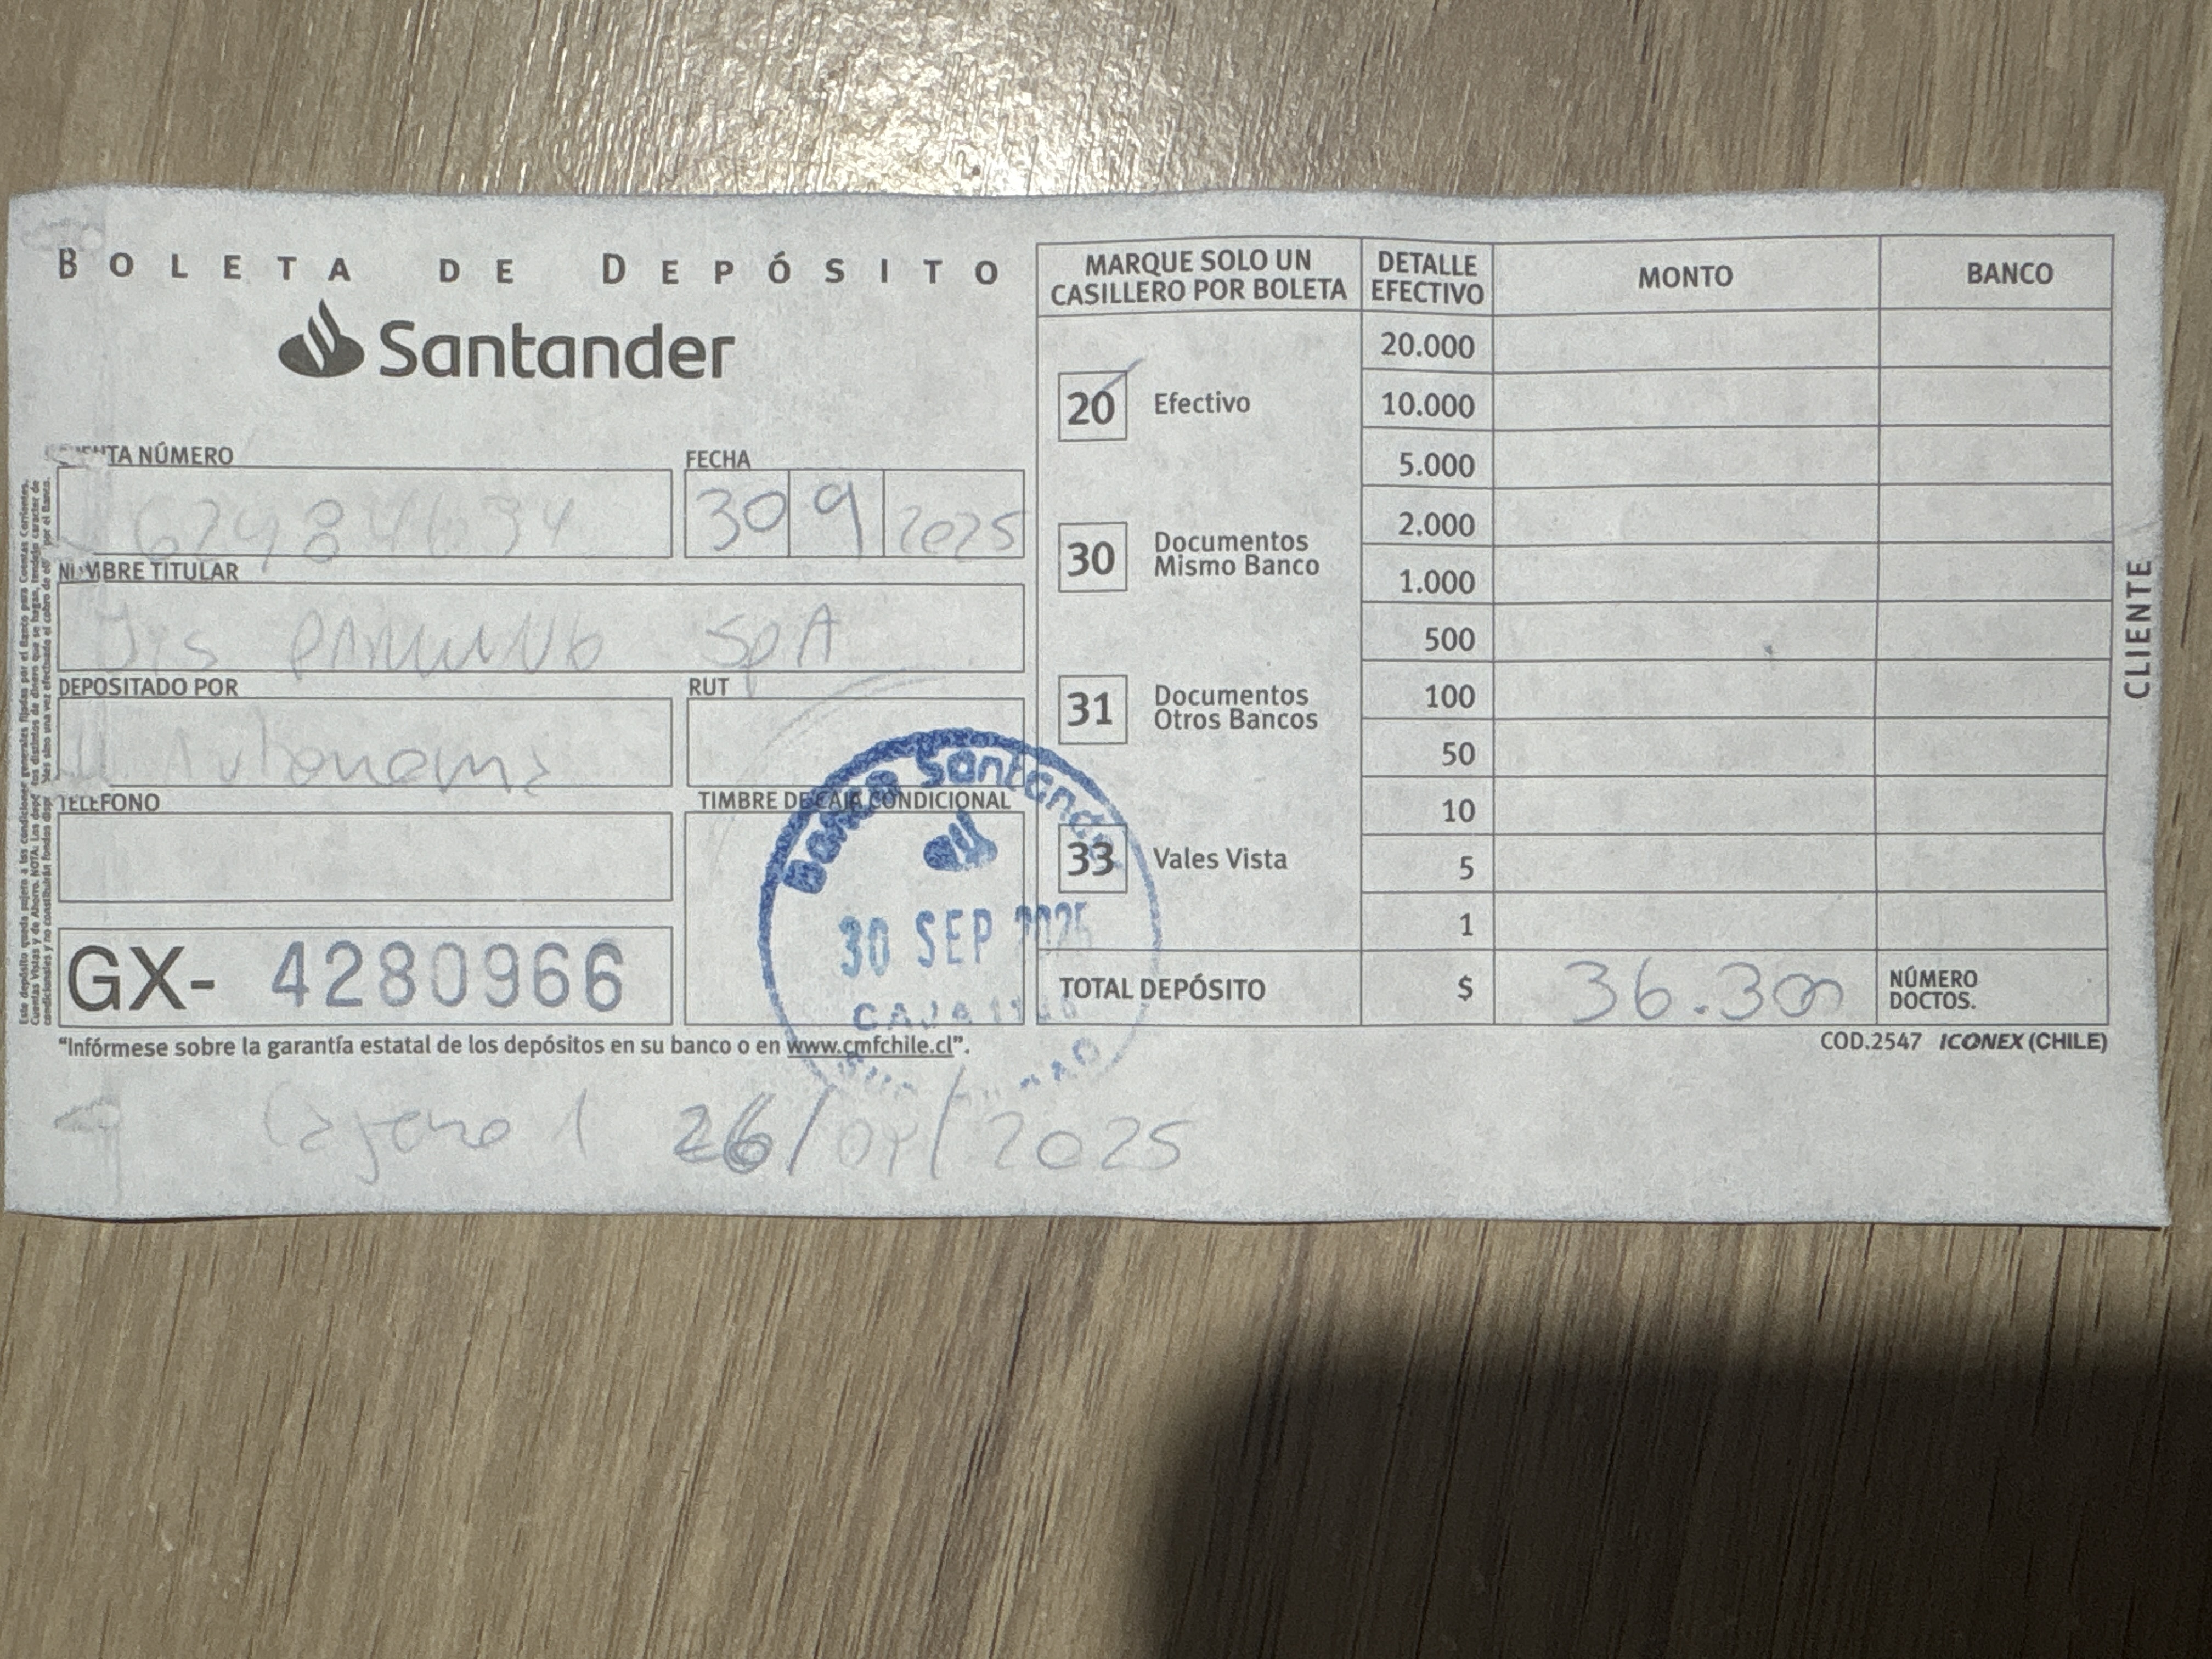 BOLETA DE DEPÓSITO
Santander
NÚMERO
FECHA
30 9 2025
NOMBRE TITULAR
SpA
DEPOSITADO POR
RUT
TELEFONO
TIMBRE DE CAJA CONDICIONAL
Banco Santander
30 SEP 2025
CAJA
GX- 4280966
"Infórmese sobre la garantía estatal de los depósitos en su banco o en www.cmfchile.cl".
Cajero 1 26/09/2025
MARQUE SOLO UN
CASILLERO POR BOLETA
20 Efectivo
30 Documentos
Mismo Banco
31 Documentos
Otros Bancos
33 Vales Vista
DETALLE
EFECTIVO
MONTO
BANCO
20.000
10.000
5.000
2.000
1.000
500
100
50
10
5
1
TOTAL DEPÓSITO $ 36.300
NÚMERO
DOCTOS.
COD.2547 ICONEX (CHILE)
CLIENTE